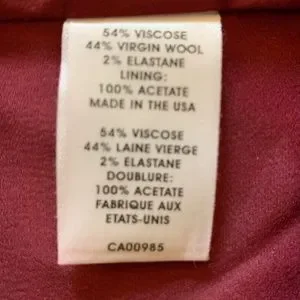 54% VISCOSE
44% VIRGIN WOOL
2% ELASTANE
LINING:
100% ACETATE
MADE IN THE USA
54% VISCOSE
44% LAINE VIERGE
2% ELASTANE
DOUBLURE:
100% ACETATE
FABRIQUE AUX
ETATS-UNIS
CA00985